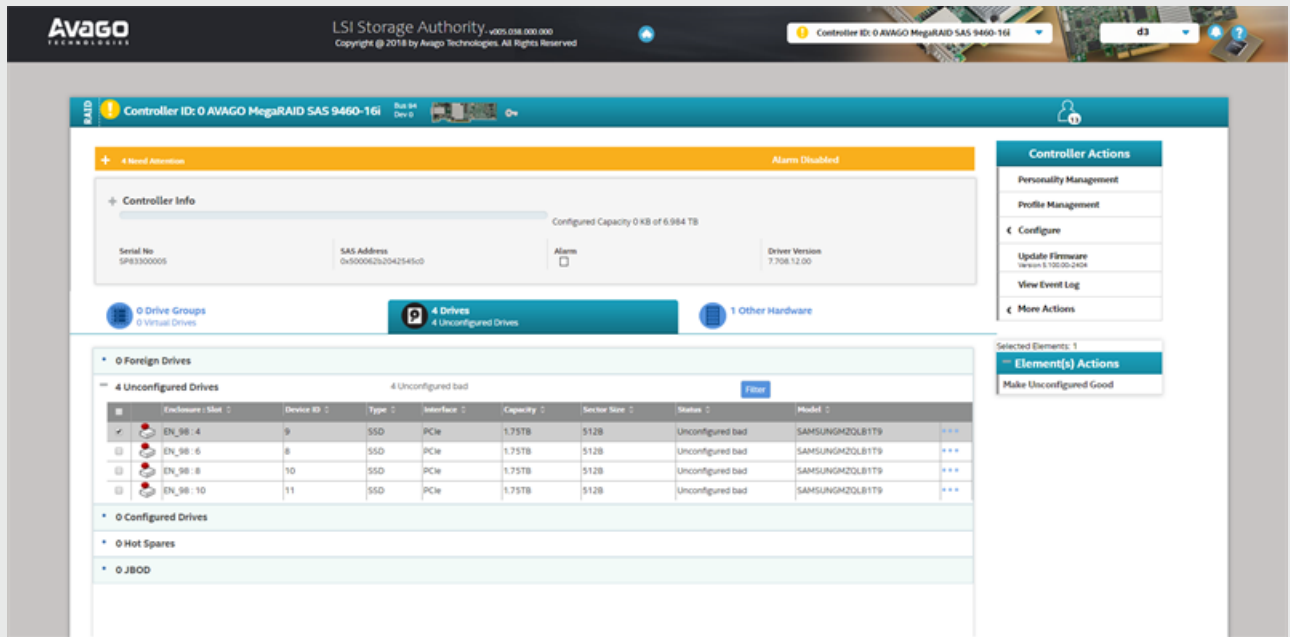 AVAGO
TECHNOLOGIES
LSI Storage Authority. v005.038.000.000
Copyright @ 2018 by Avago Technologies. All Rights Reserved
Controller ID: 0 AVAGO MegaRAID SAS 9460-16i
d3
?
RAID
Controller ID: 0 AVAGO MegaRAID SAS 9460-16i
Bus 94
Dev 0
13
4 Need Attention
Alarm Disabled
Controller Info
Configured Capacity 0 KB of 6.984 TB
Serial No
SP83300005
SAS Address
0x500062b2042545c0
Alarm
Driver Version
7.708.12.00
0 Drive Groups
0 Virtual Drives
4 Drives
4 Unconfigured Drives
1 Other Hardware
0 Foreign Drives
4 Unconfigured Drives
4 Unconfigured bad
Filter
Enclosure : Slot Device ID Type Interface Capacity Sector Size Status Model
EN_98 : 4 9 SSD PCIe 1.75TB 512B Unconfigured bad SAMSUNGMZQLB1T9
EN_98 : 6 8 SSD PCIe 1.75TB 512B Unconfigured bad SAMSUNGMZQLB1T9
EN_98 : 8 10 SSD PCIe 1.75TB 512B Unconfigured bad SAMSUNGMZQLB1T9
EN_98 : 10 11 SSD PCIe 1.75TB 512B Unconfigured bad SAMSUNGMZQLB1T9
0 Configured Drives
0 Hot Spares
0 JBOD
Controller Actions
Personality Management
Profile Management
Configure
Update Firmware
Version 5.100.00-2404
View Event Log
More Actions
Selected Elements: 1
Element(s) Actions
Make Unconfigured Good